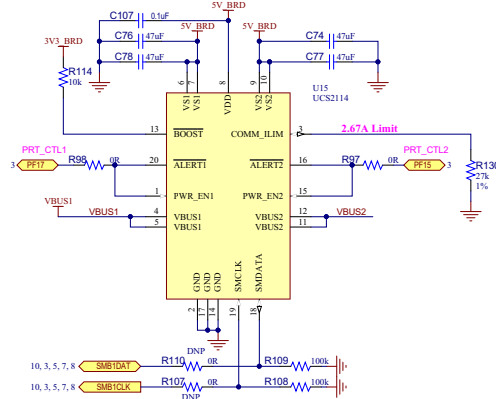 5V_BRD
C107 0.1uF
5V_BRD 5V_BRD
3V3_BRD C76 47uF C74 47uF
C78 47uF C77 47uF
R114
10k
6 7 8 9 10
VS1 VS1 VDD VS2 VS2
U15
UCS2114
13 BOOST COMM_ILIM 3 2.67A Limit
PRT_CTL1 PRT_CTL2
3 PF17 R98 0R 20 ALERT1 ALERT2 16 R97 0R PF15 3
R130
27k
1%
1 PWR_EN1 PWR_EN2 15
VBUS1
VBUS1 4 VBUS1 VBUS2 12 VBUS2
5 VBUS1 VBUS2 11
GND GND GND SMCLK SMDATA
2 17 14 19 18
DNP
10, 3, 5, 7, 8 SMB1DAT R110 0R R109 100k
10, 3, 5, 7, 8 SMB1CLK R107 0R R108 100k
DNP